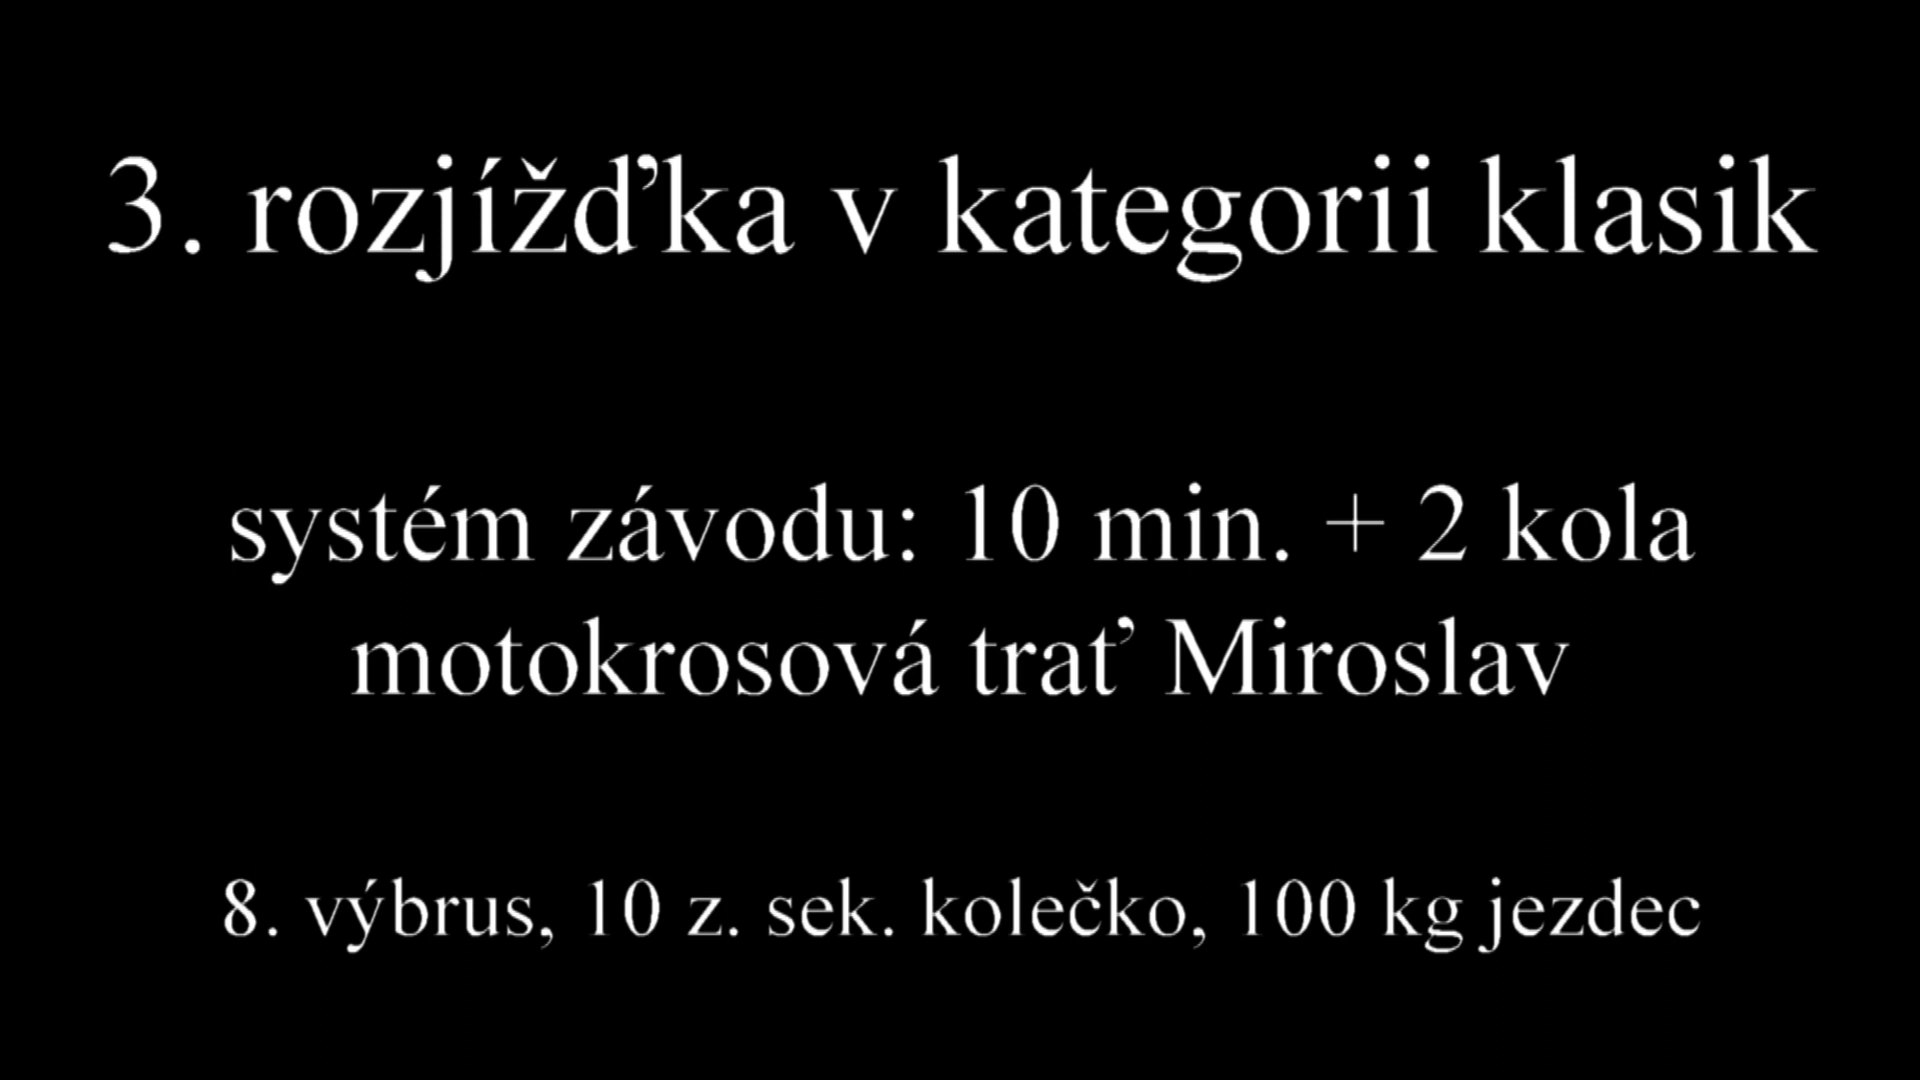 3. rozjížďka v kategorii klasik
systém závodu: 10 min. + 2 kola
motokrosová trať Miroslav
8. výbrus, 10 z. sek. kolečko, 100 kg jezdec